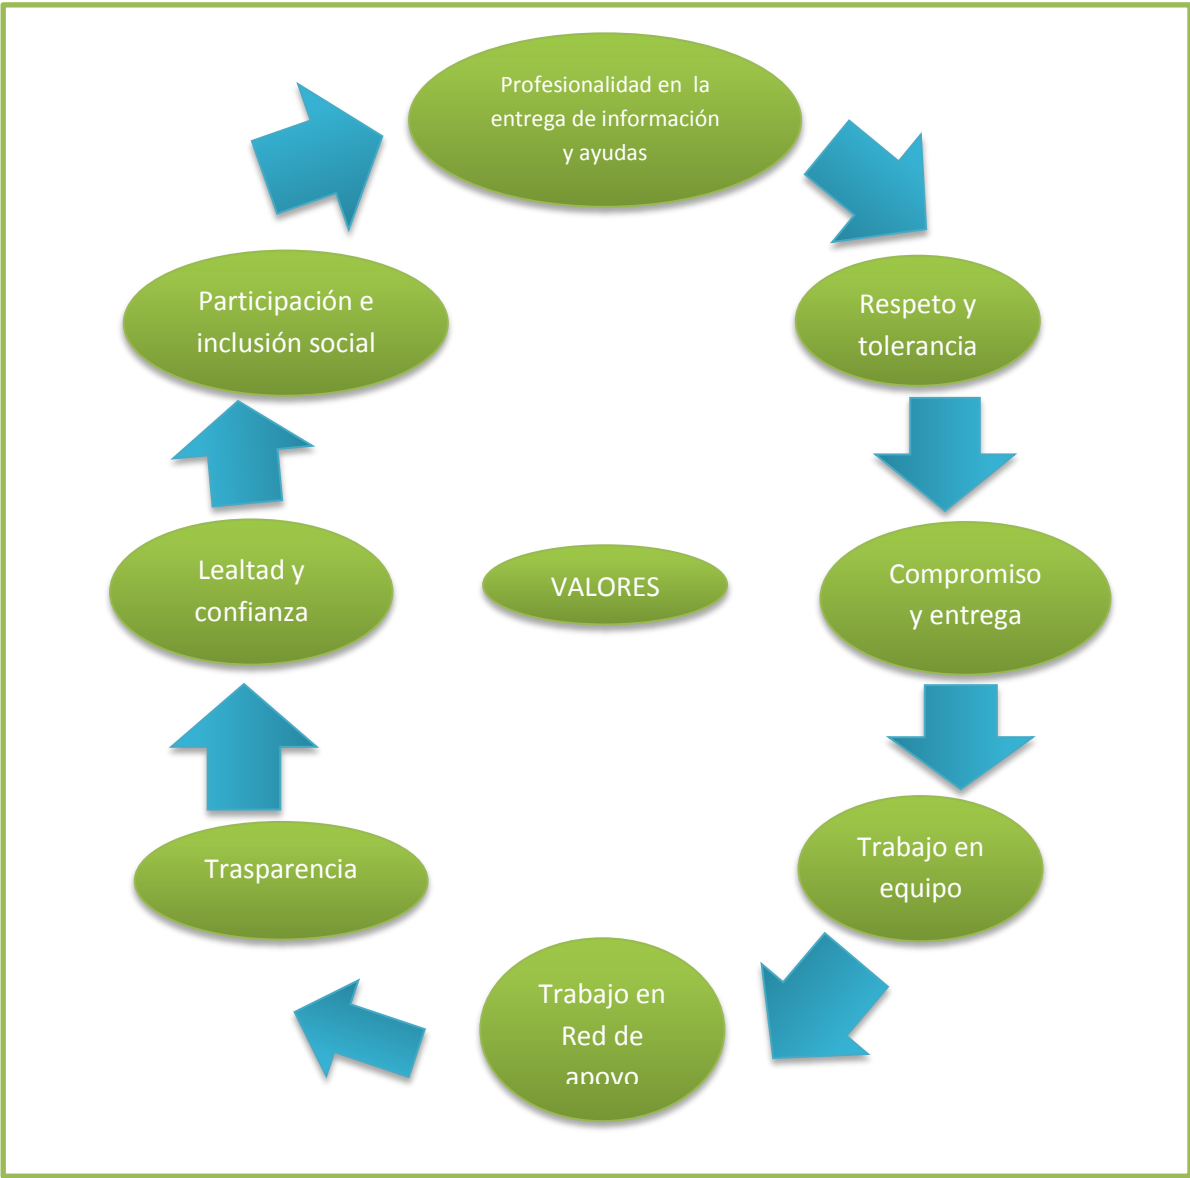 Profesionalidad en la
entrega de información
y ayudas
Respeto y
tolerancia
Compromiso
y entrega
Trabajo en
equipo
Trabajo en
Red de
apoyo
Trasparencia
Lealtad y
confianza
Participación e
inclusión social
VALORES